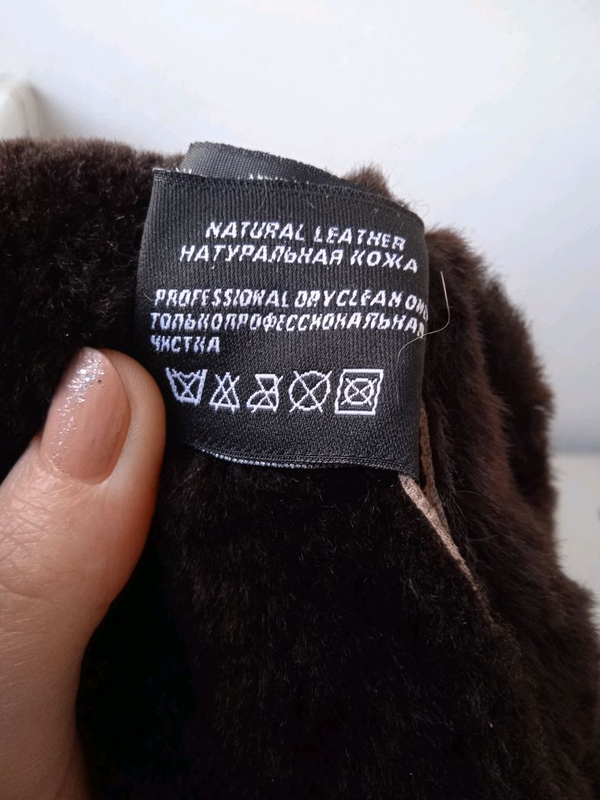 NATURAL LEATHER
НАТУРАЛЬНАЯ КОЖА
PROFESSIONAL DRYCLEAN ONLY
ТОЛЬКОПРОФЕССИОНАЛЬНАЯ
ЧИСТКА